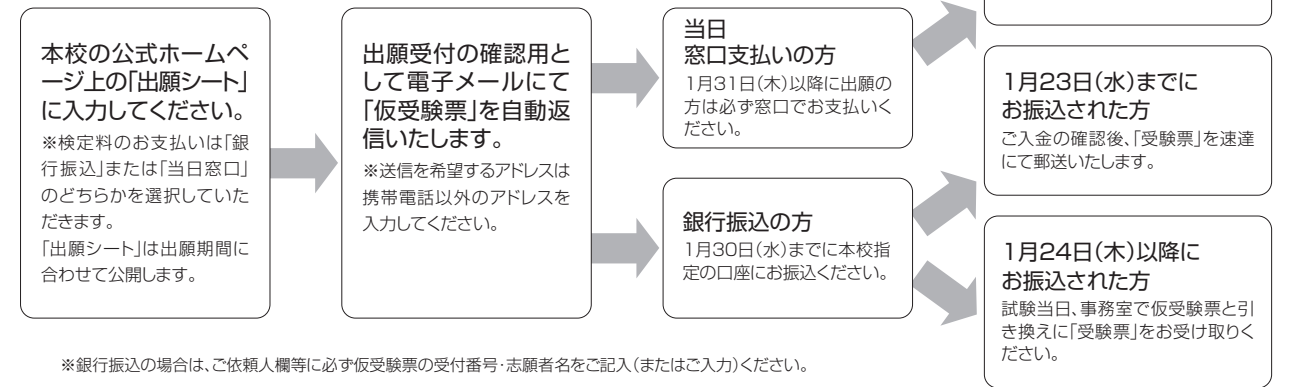 本校の公式ホームペ
ージ上の「出願シート」
に入力してください。
※検定料のお支払いは「銀
行振込」または「当日窓口」
のどちらかを選択していた
だきます。
「出願シート」は出願期間に
合わせて公開します。
出願受付の確認用と
して電子メールにて
「仮受験票」を自動返
信いたします。
※送信を希望するアドレスは
携帯電話以外のアドレスを
入力してください。
当日
窓口支払いの方
1月31日(木)以降に出願の
方は必ず窓口でお支払いく
ださい。
銀行振込の方
1月30日(水)までに本校指
定の口座にお振込ください。
1月23日(水)までに
お振込された方
ご入金の確認後、「受験票」を速達
にて郵送いたします。
1月24日(木)以降に
お振込された方
試験当日、事務室で仮受験票と引
き換えに「受験票」をお受け取りく
ださい。
※銀行振込の場合は、ご依頼人欄等に必ず仮受験票の受付番号・志願者名をご記入(またはご入力)ください。